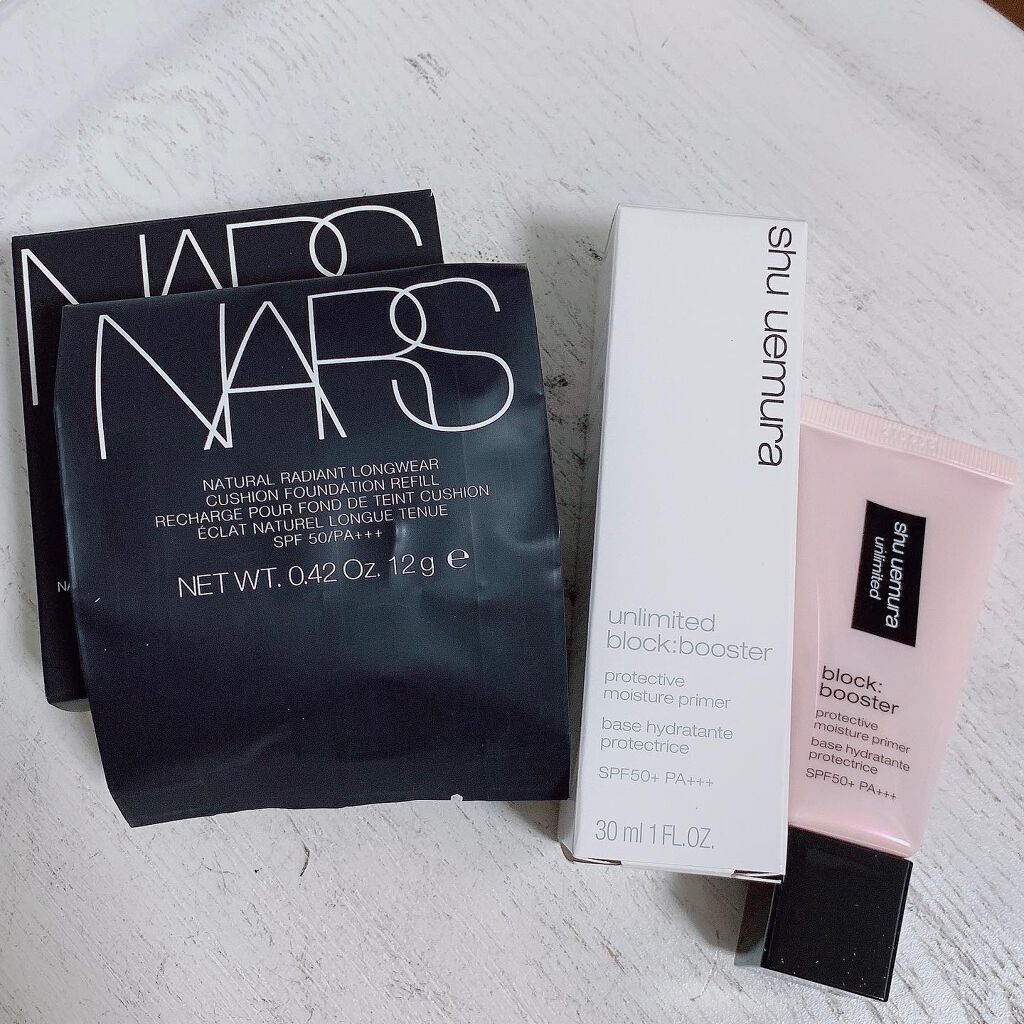 NARS
NARS
NATURAL RADIANT LONGWEAR
CUSHION FOUNDATION REFILL
RECHARGE POUR FOND DE TEINT CUSHION
ÉCLAT NATUREL LONGUE TENUE
SPF 50/PA+++
NET WT. 0.42 Oz. 12 g ℮
shu uemura
unlimited
block:booster
protective
moisture primer
base hydratante
protectrice
SPF50+ PA+++
30 ml 1 FL.OZ.
shu uemura
unlimited
block:
booster
protective
moisture primer
base hydratante
protectrice
SPF50+ PA+++